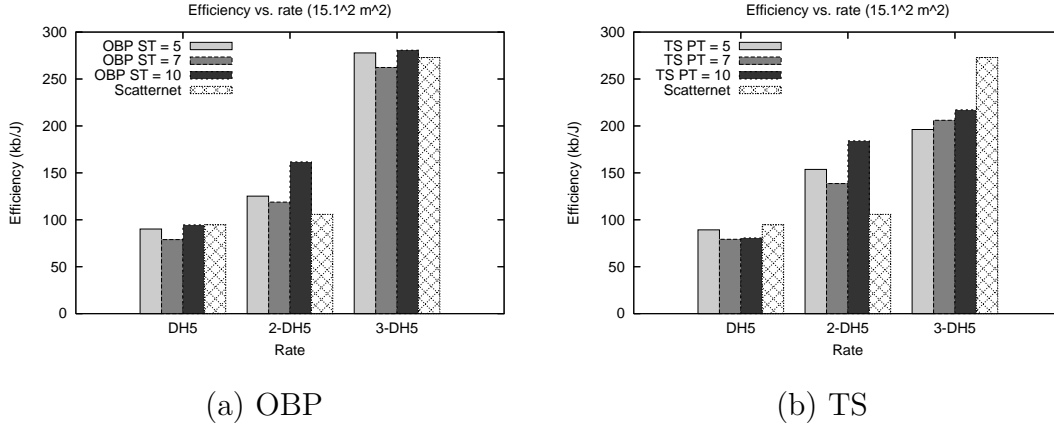 Efficiency vs. rate (15.1^2 m^2)
300
250
200
150
100
50
0
Efficiency (kb/J)
OBP ST = 5
OBP ST = 7
OBP ST = 10
Scatternet
DH5 2-DH5 3-DH5
Rate
(a) OBP
Efficiency vs. rate (15.1^2 m^2)
300
250
200
150
100
50
0
Efficiency (kb/J)
TS PT = 5
TS PT = 7
TS PT = 10
Scatternet
DH5 2-DH5 3-DH5
Rate
(b) TS